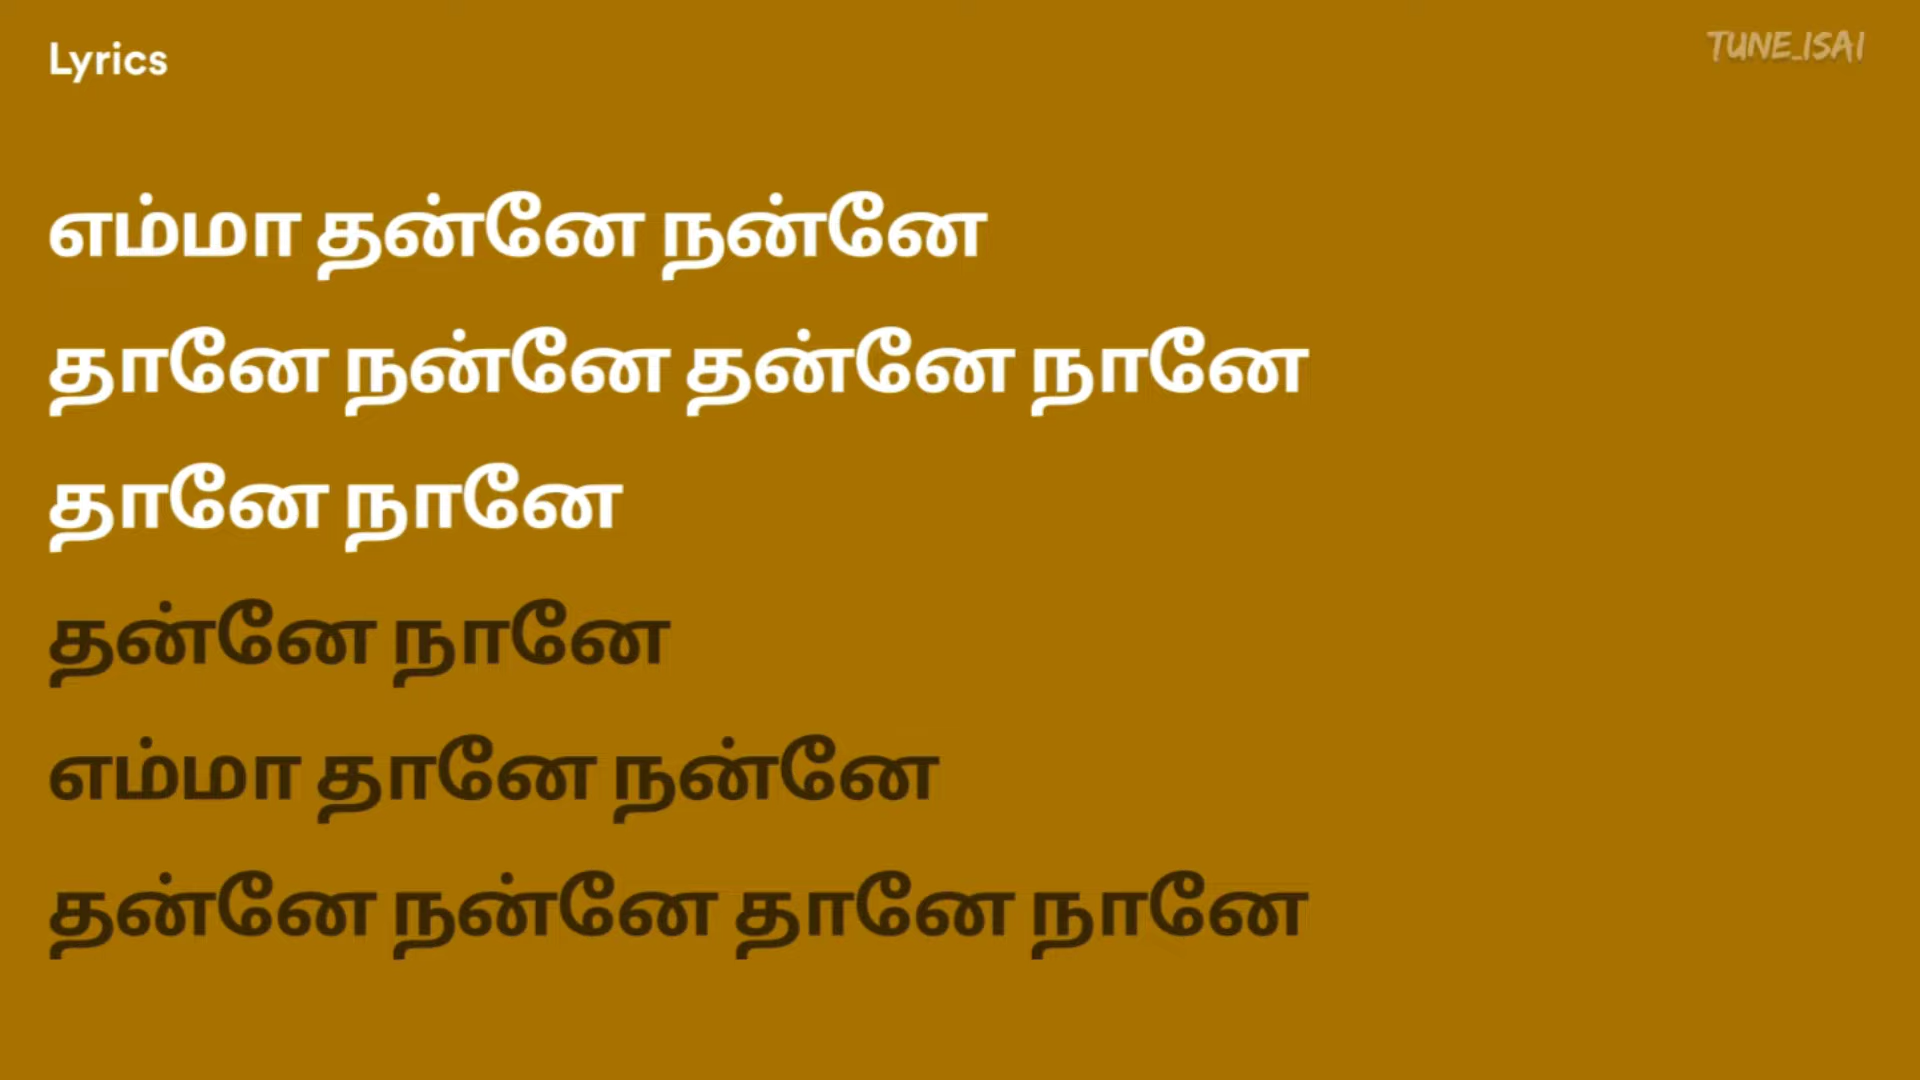 Lyrics
TUNE_ISAI
எம்மா தன்னே நன்னே
தானே நன்னே தன்னே நானே
தானே நானே
தன்னே நானே
எம்மா தானே நன்னே
தன்னே நன்னே தானே நானே